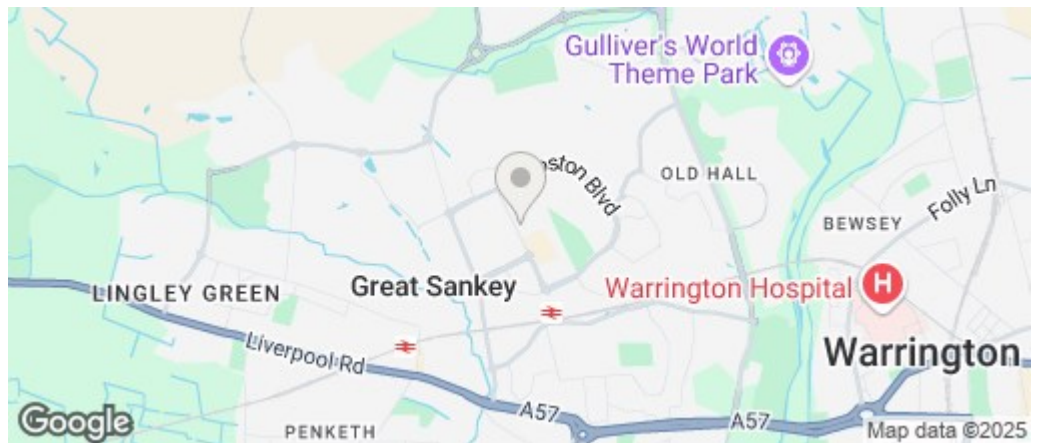 Gulliver's World
Theme Park
OLD HALL
Folly Ln
BEWSEY
Great Sankey
LINGLEY GREEN
Warrington Hospital
H
Liverpool Rd
Warrington
A57
A57
PENKETH
Google
Map data ©2025